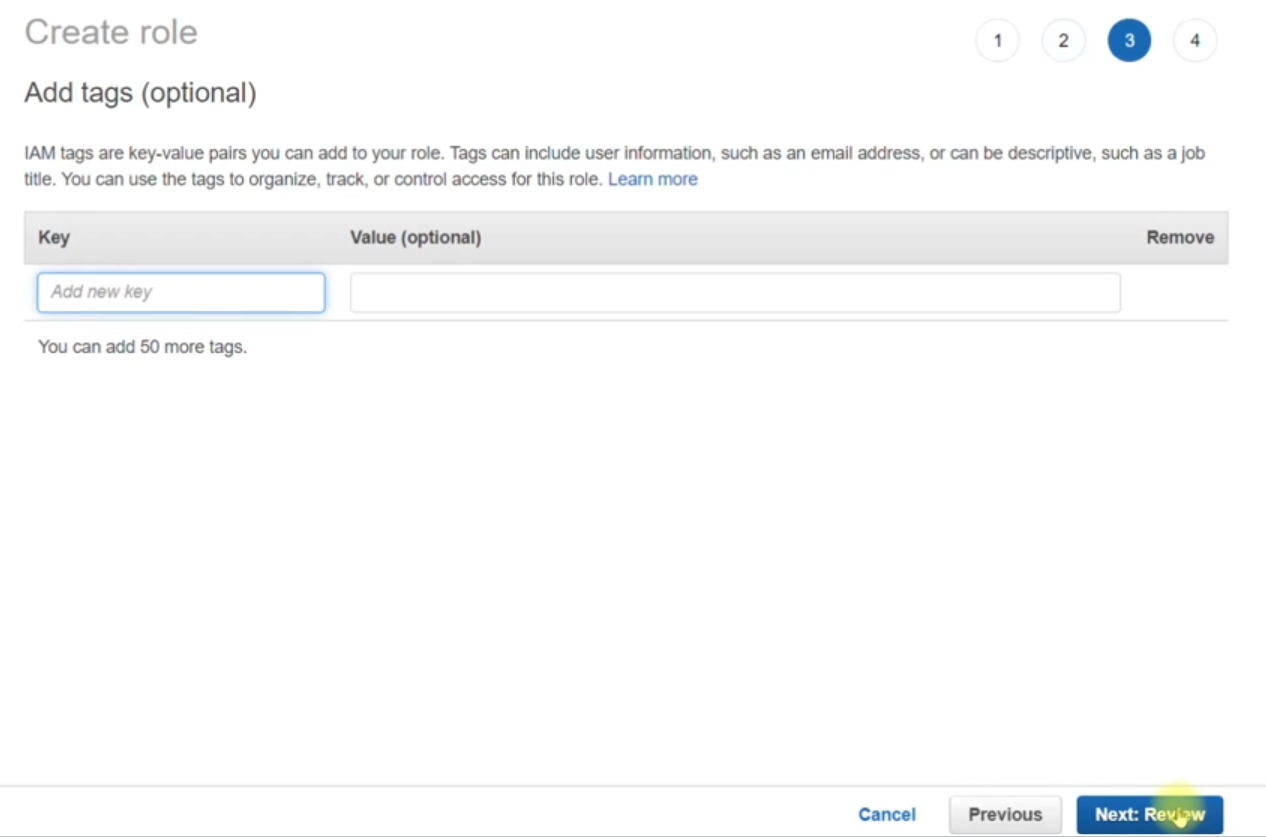 Create role
1 2 3 4
Add tags (optional)
IAM tags are key-value pairs you can add to your role. Tags can include user information, such as an email address, or can be descriptive, such as a job
title. You can use the tags to organize, track, or control access for this role. Learn more
Key Value (optional) Remove
Add new key
You can add 50 more tags.
Cancel Previous Next: Review